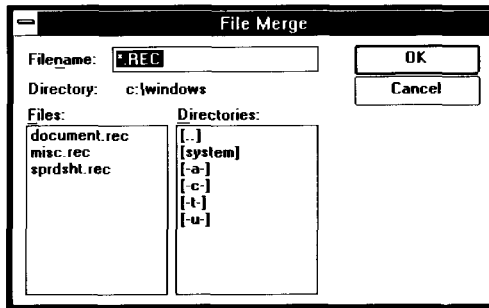 File Merge
Filename: *.REC
OK
Directory: c:\windows
Cancel
Files:
Directories:
document.rec
misc.rec
sprdsht.rec
[..]
[system]
[-a-]
[-c-]
[-t-]
[-u-]